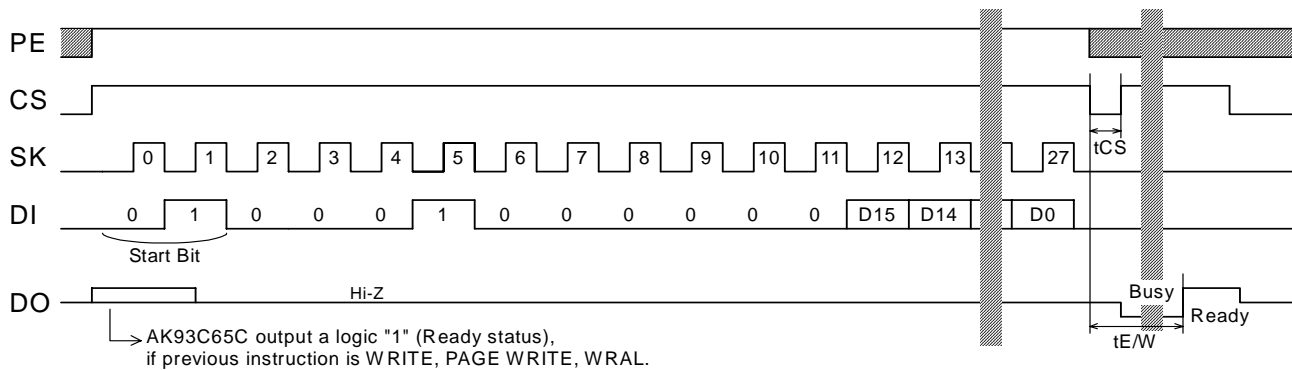 PE
CS
tCS
SK 0 1 2 3 4 5 6 7 8 9 10 11 12 13 27
DI 0 1 0 0 0 1 0 0 0 0 0 0 D15 D14 D0
Start Bit
DO Hi-Z Busy Ready
tE/W
AK93C65C output a logic "1" (Ready status),
if previous instruction is WRITE, PAGE WRITE, WRAL.